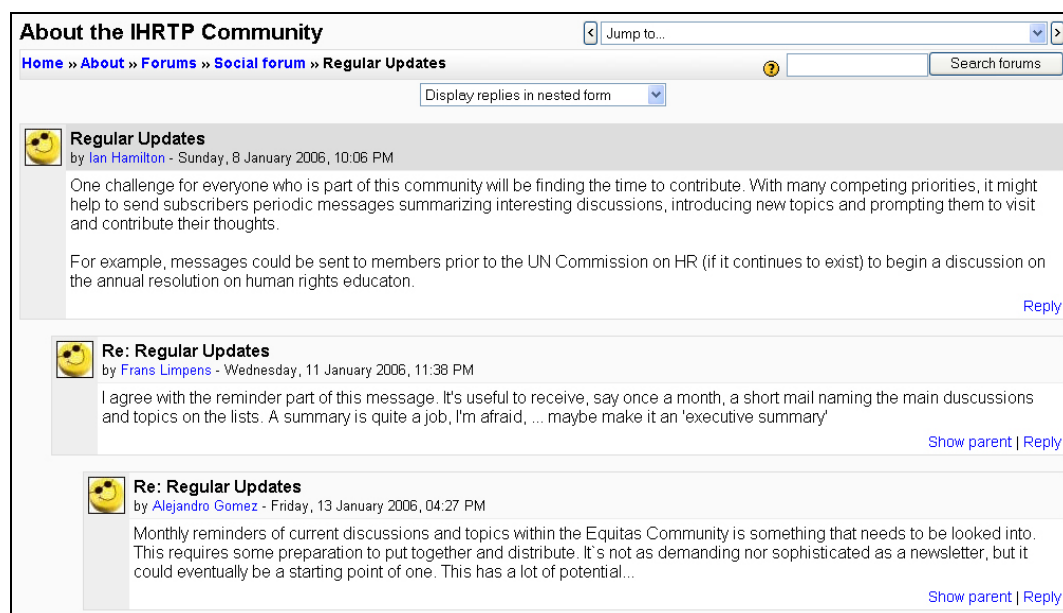 About the IHRTP Community
< Jump to... >
Home » About » Forums » Social forum » Regular Updates
? Search forums
Display replies in nested form
Regular Updates
by Ian Hamilton - Sunday, 8 January 2006, 10:06 PM
One challenge for everyone who is part of this community will be finding the time to contribute. With many competing priorities, it might
help to send subscribers periodic messages summarizing interesting discussions, introducing new topics and prompting them to visit
and contribute their thoughts.
For example, messages could be sent to members prior to the UN Commission on HR (if it continues to exist) to begin a discussion on
the annual resolution on human rights educaton.
Reply
Re: Regular Updates
by Frans Limpens - Wednesday, 11 January 2006, 11:38 PM
I agree with the reminder part of this message. It's useful to receive, say once a month, a short mail naming the main duscussions
and topics on the lists. A summary is quite a job, I'm afraid, ... maybe make it an 'executive summary'
Show parent | Reply
Re: Regular Updates
by Alejandro Gomez - Friday, 13 January 2006, 04:27 PM
Monthly reminders of current discussions and topics within the Equitas Community is something that needs to be looked into.
This requires some preparation to put together and distribute. It`s not as demanding nor sophisticated as a newsletter, but it
could eventually be a starting point of one. This has a lot of potential...
Show parent | Reply